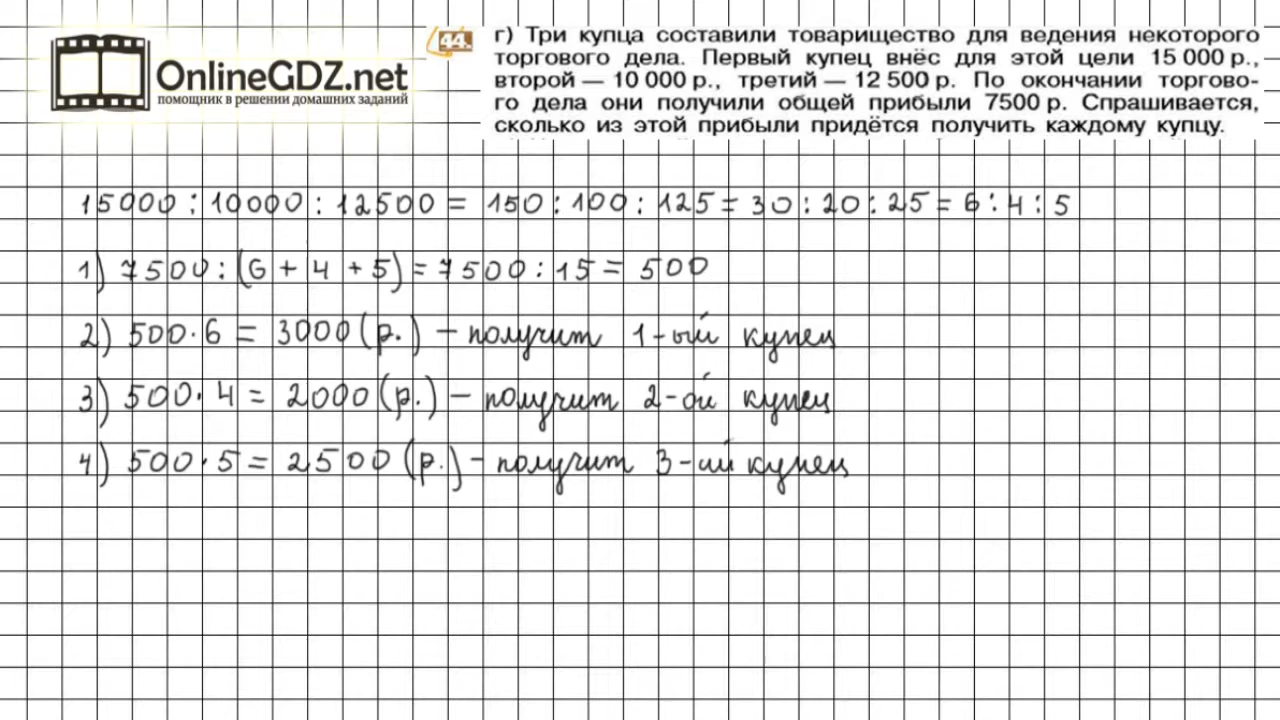 OnlineGDZ.net
помощник в решении домашних заданий
44.
г) Три купца составили товарищество для ведения некоторого
торгового дела. Первый купец внёс для этой цели 15 000 р.,
второй — 10 000 р., третий — 12 500 р. По окончании торгово-
го дела они получили общей прибыли 7500 р. Спрашивается,
сколько из этой прибыли придётся получить каждому купцу.
15000 : 10000 : 12500 = 150 : 100 : 125 = 30 : 20 : 25 = 6 : 4 : 5
1) 7500 : (6 + 4 + 5) = 7500 : 15 = 500
2) 500 · 6 = 3000 (р.) – получит 1-ый купец
3) 500 · 4 = 2000 (р.) – получит 2-ой купец
4) 500 · 5 = 2500 (р.) – получит 3-ий купец